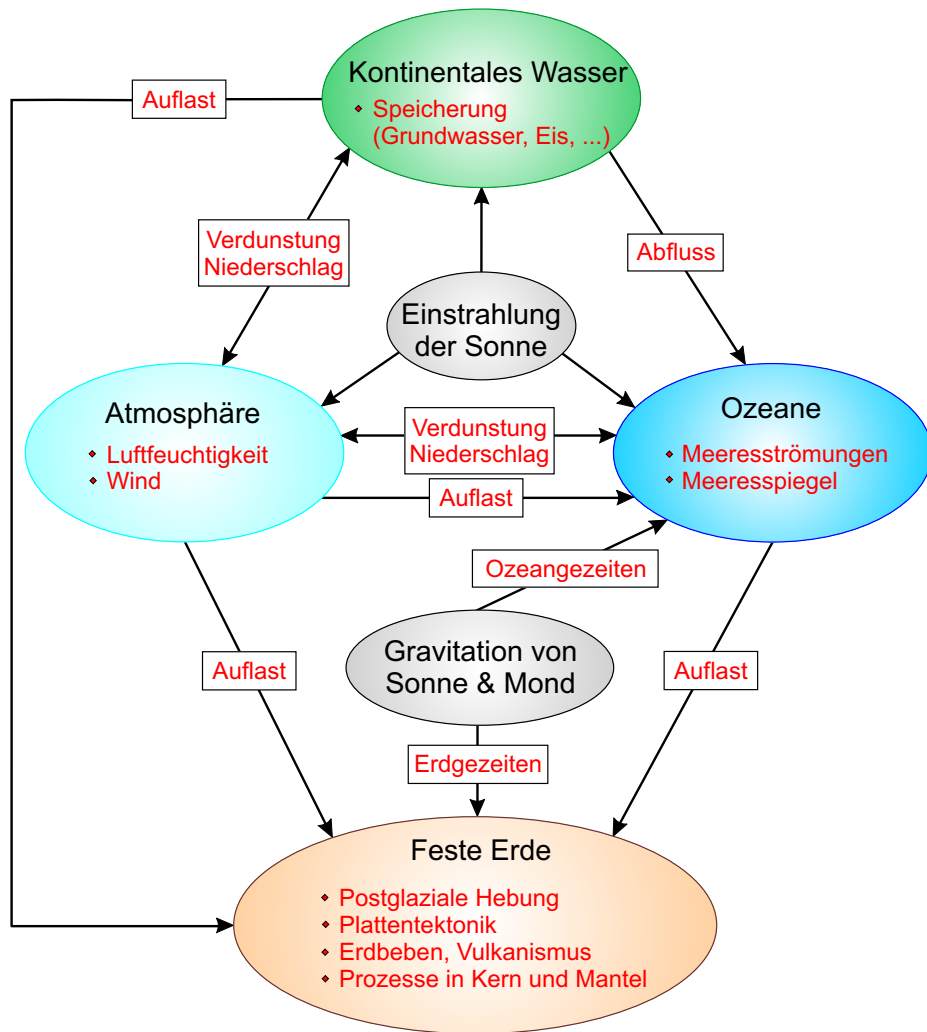 Kontinentales Wasser
Speicherung
(Grundwasser, Eis, ...)
Auflast
Verdunstung
Niederschlag
Abfluss
Einstrahlung
der Sonne
Atmosphäre
Luftfeuchtigkeit
Wind
Verdunstung
Niederschlag
Auflast
Ozeane
Meeresströmungen
Meeresspiegel
Ozeangezeiten
Gravitation von
Sonne & Mond
Auflast
Auflast
Erdgezeiten
Feste Erde
Postglaziale Hebung
Plattentektonik
Erdbeben, Vulkanismus
Prozesse in Kern und Mantel